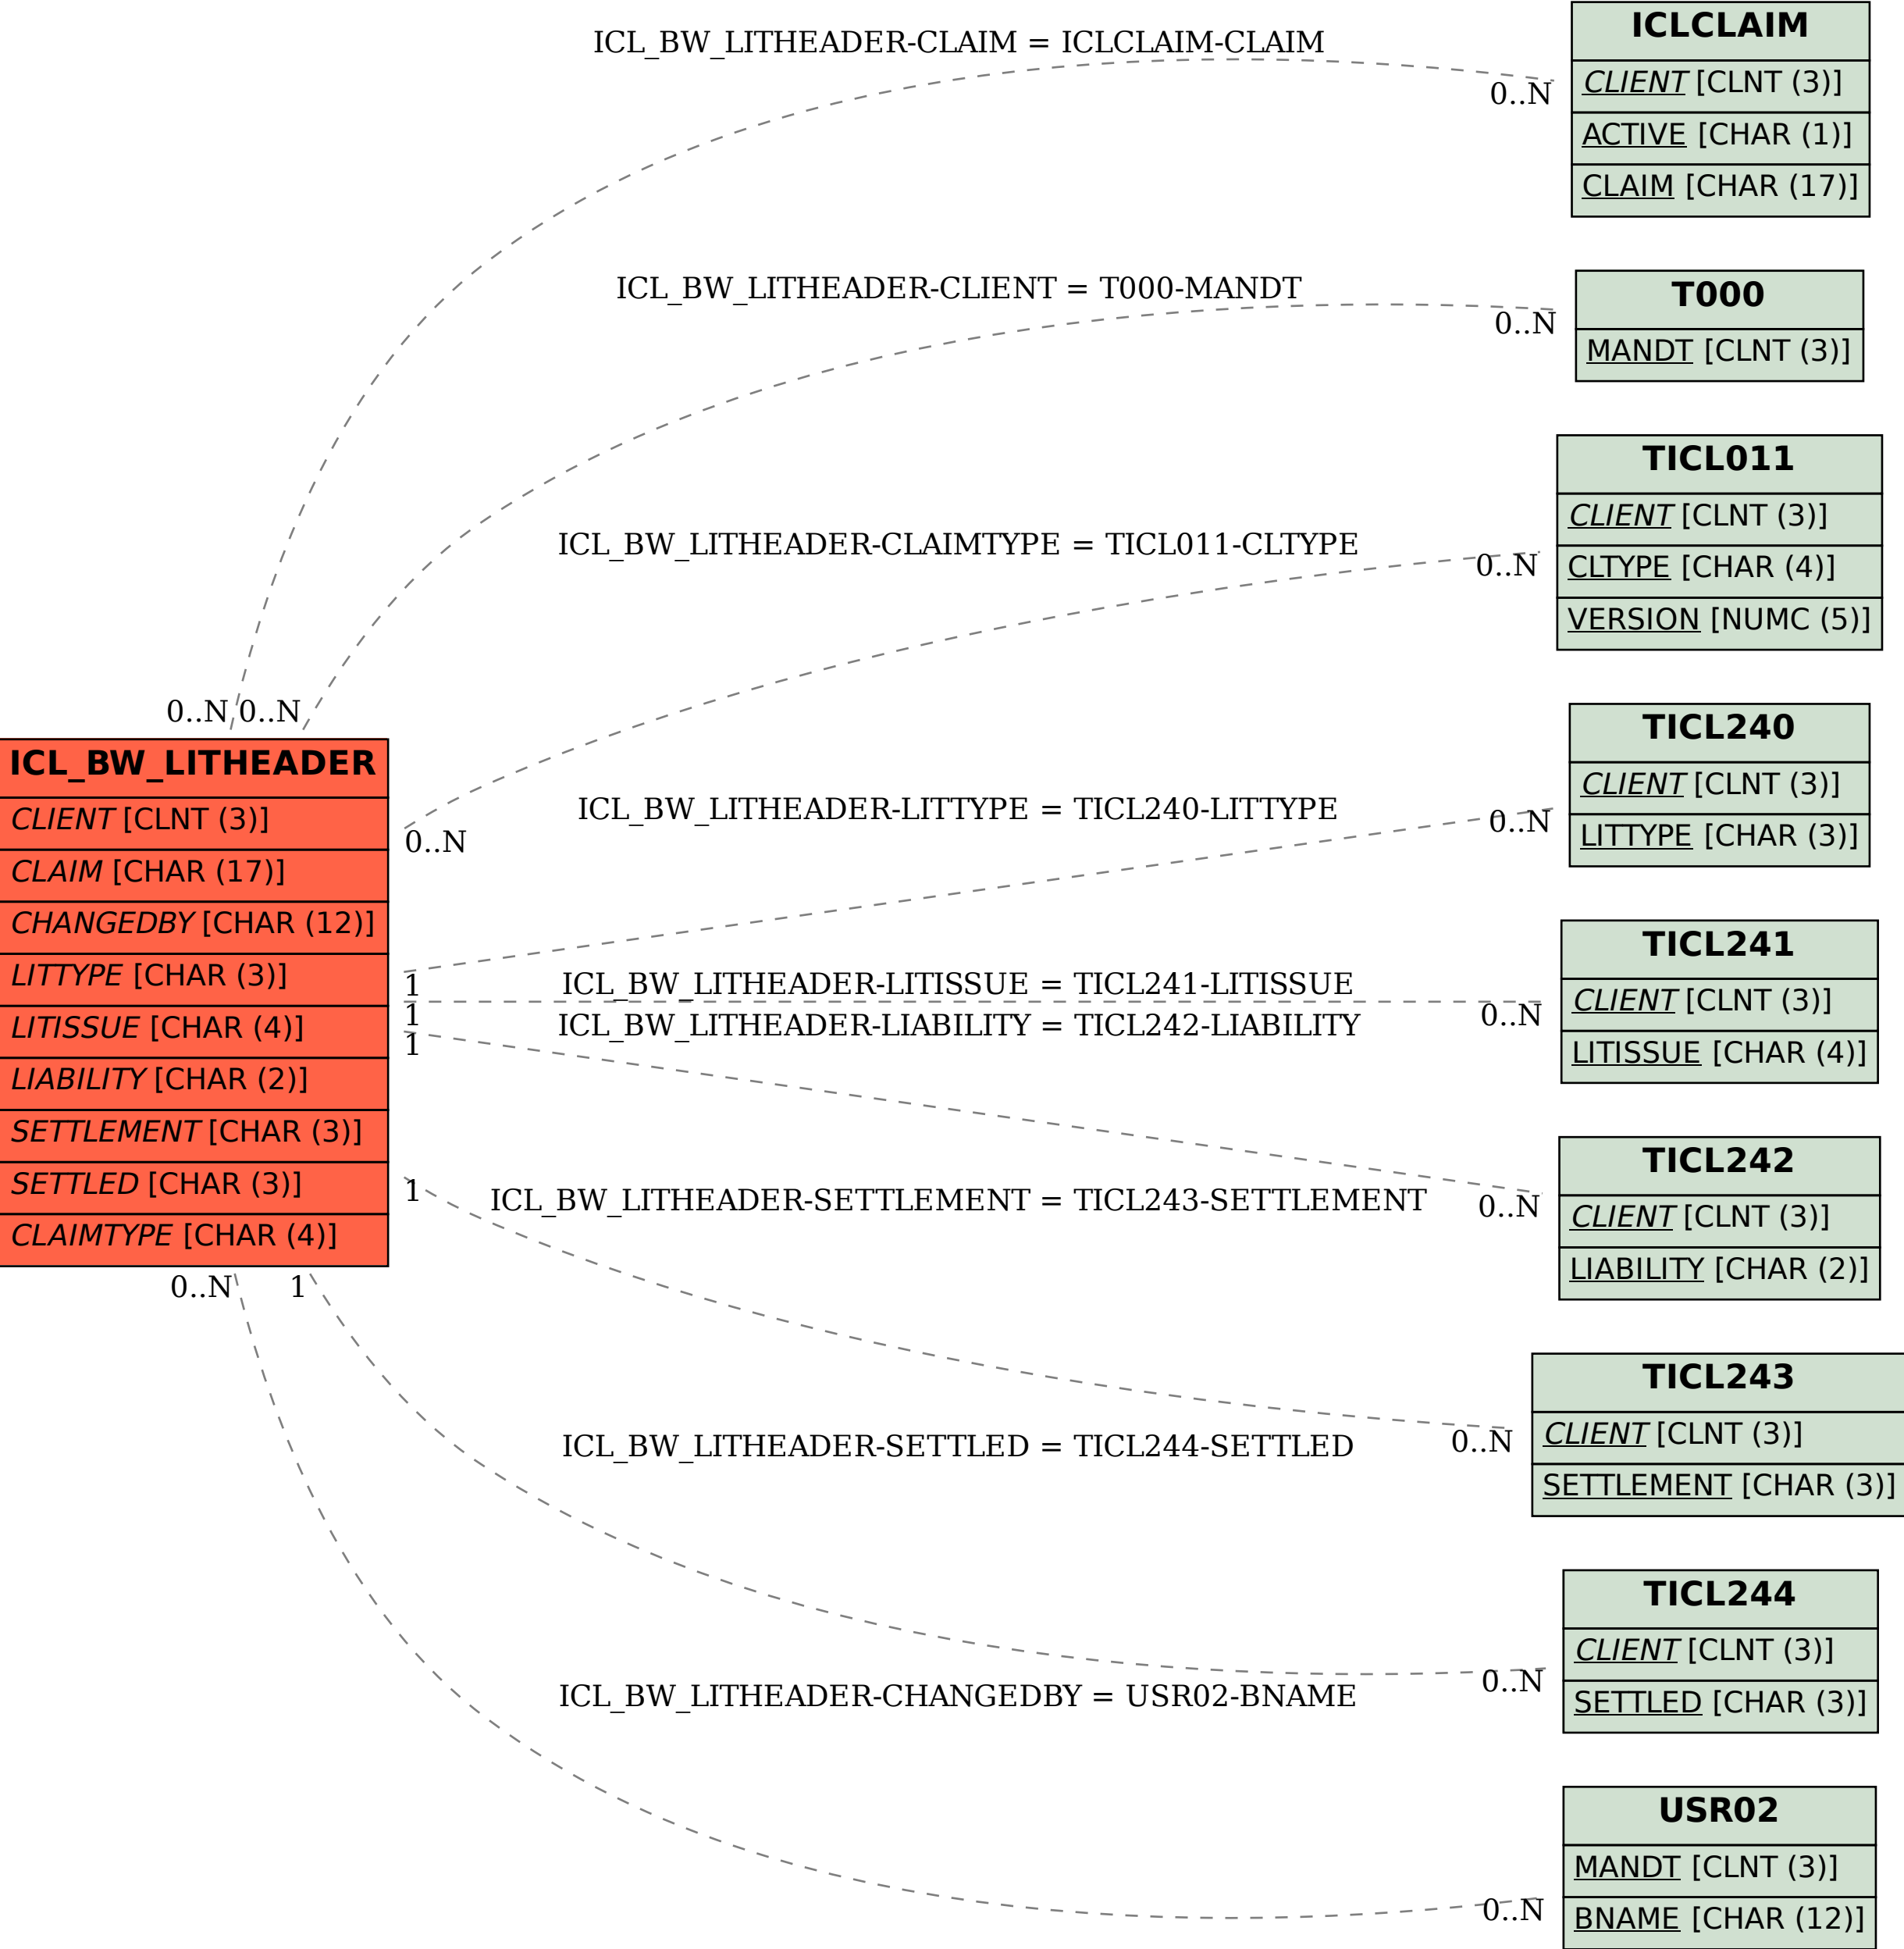 ICL_BW_LITHEADER-CLAIM = ICLCLAIM-CLAIM
0..N
ICLCLAIM
CLIENT [CLNT (3)]
ACTIVE [CHAR (1)]
CLAIM [CHAR (17)]
ICL_BW_LITHEADER-CLIENT = T000-MANDT
0..N
T000
MANDT [CLNT (3)]
ICL_BW_LITHEADER-CLAIMTYPE = TICL011-CLTYPE
0..N
TICL011
CLIENT [CLNT (3)]
CLTYPE [CHAR (4)]
VERSION [NUMC (5)]
0..N 0..N
ICL_BW_LITHEADER
CLIENT [CLNT (3)]
CLAIM [CHAR (17)]
CHANGEDBY [CHAR (12)]
LITTYPE [CHAR (3)]
LITISSUE [CHAR (4)]
LIABILITY [CHAR (2)]
SETTLEMENT [CHAR (3)]
SETTLED [CHAR (3)]
CLAIMTYPE [CHAR (4)]
0..N
1
1
1
1
0..N 1
ICL_BW_LITHEADER-LITTYPE = TICL240-LITTYPE
0..N
TICL240
CLIENT [CLNT (3)]
LITTYPE [CHAR (3)]
ICL_BW_LITHEADER-LITISSUE = TICL241-LITISSUE
0..N
TICL241
CLIENT [CLNT (3)]
LITISSUE [CHAR (4)]
ICL_BW_LITHEADER-LIABILITY = TICL242-LIABILITY
0..N
TICL242
CLIENT [CLNT (3)]
LIABILITY [CHAR (2)]
ICL_BW_LITHEADER-SETTLEMENT = TICL243-SETTLEMENT
0..N
TICL243
CLIENT [CLNT (3)]
SETTLEMENT [CHAR (3)]
ICL_BW_LITHEADER-SETTLED = TICL244-SETTLED
0..N
TICL244
CLIENT [CLNT (3)]
SETTLED [CHAR (3)]
ICL_BW_LITHEADER-CHANGEDBY = USR02-BNAME
0..N
USR02
MANDT [CLNT (3)]
BNAME [CHAR (12)]